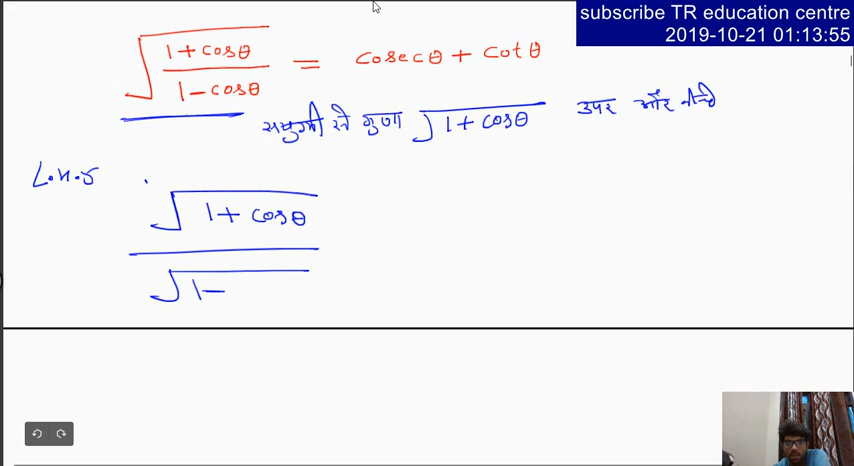 subscribe TR education centre
2019-10-21 01:13:55
√(1+cosθ / 1-cosθ) = cosecθ + cotθ
से गुणा √1+cosθ उपर और नीचे
L.H.S
√1+cosθ
√1-